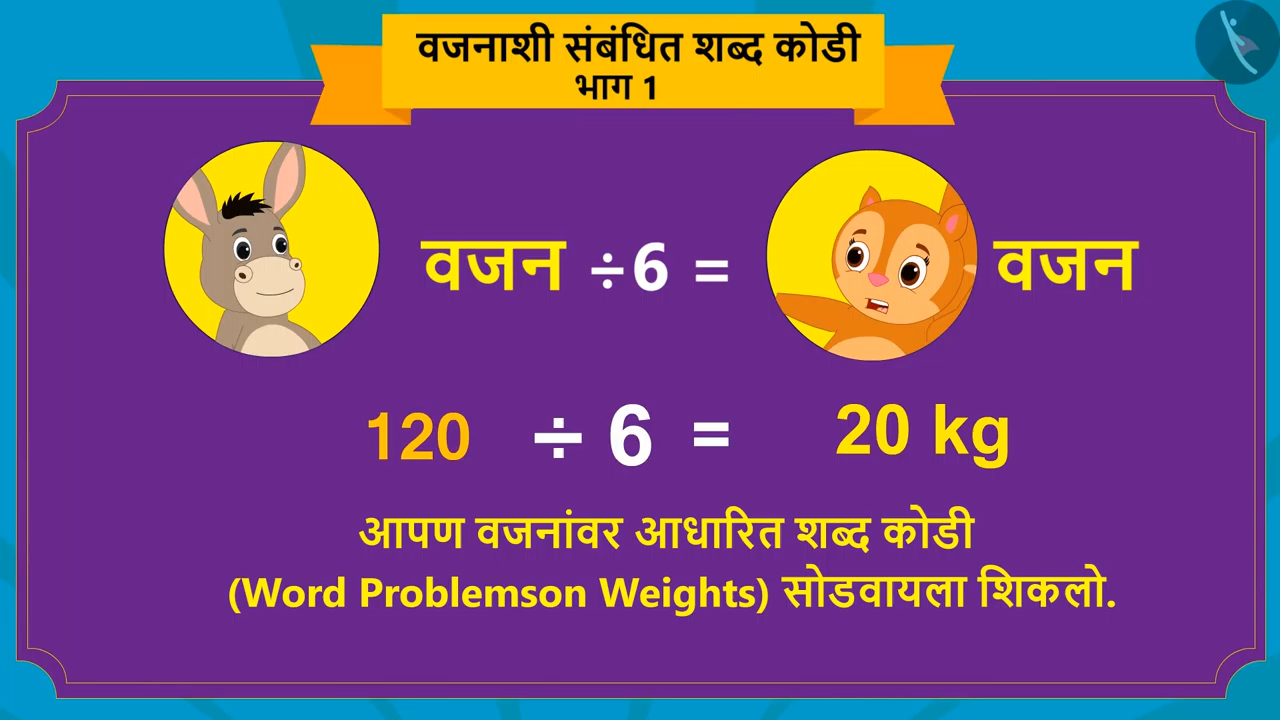 वजनाशी संबंधित शब्द कोडी
भाग 1
वजन ÷6 = वजन
120 ÷ 6 = 20 kg
आपण वजनांवर आधारित शब्द कोडी
(Word Problemson Weights) सोडवायला शिकलो.